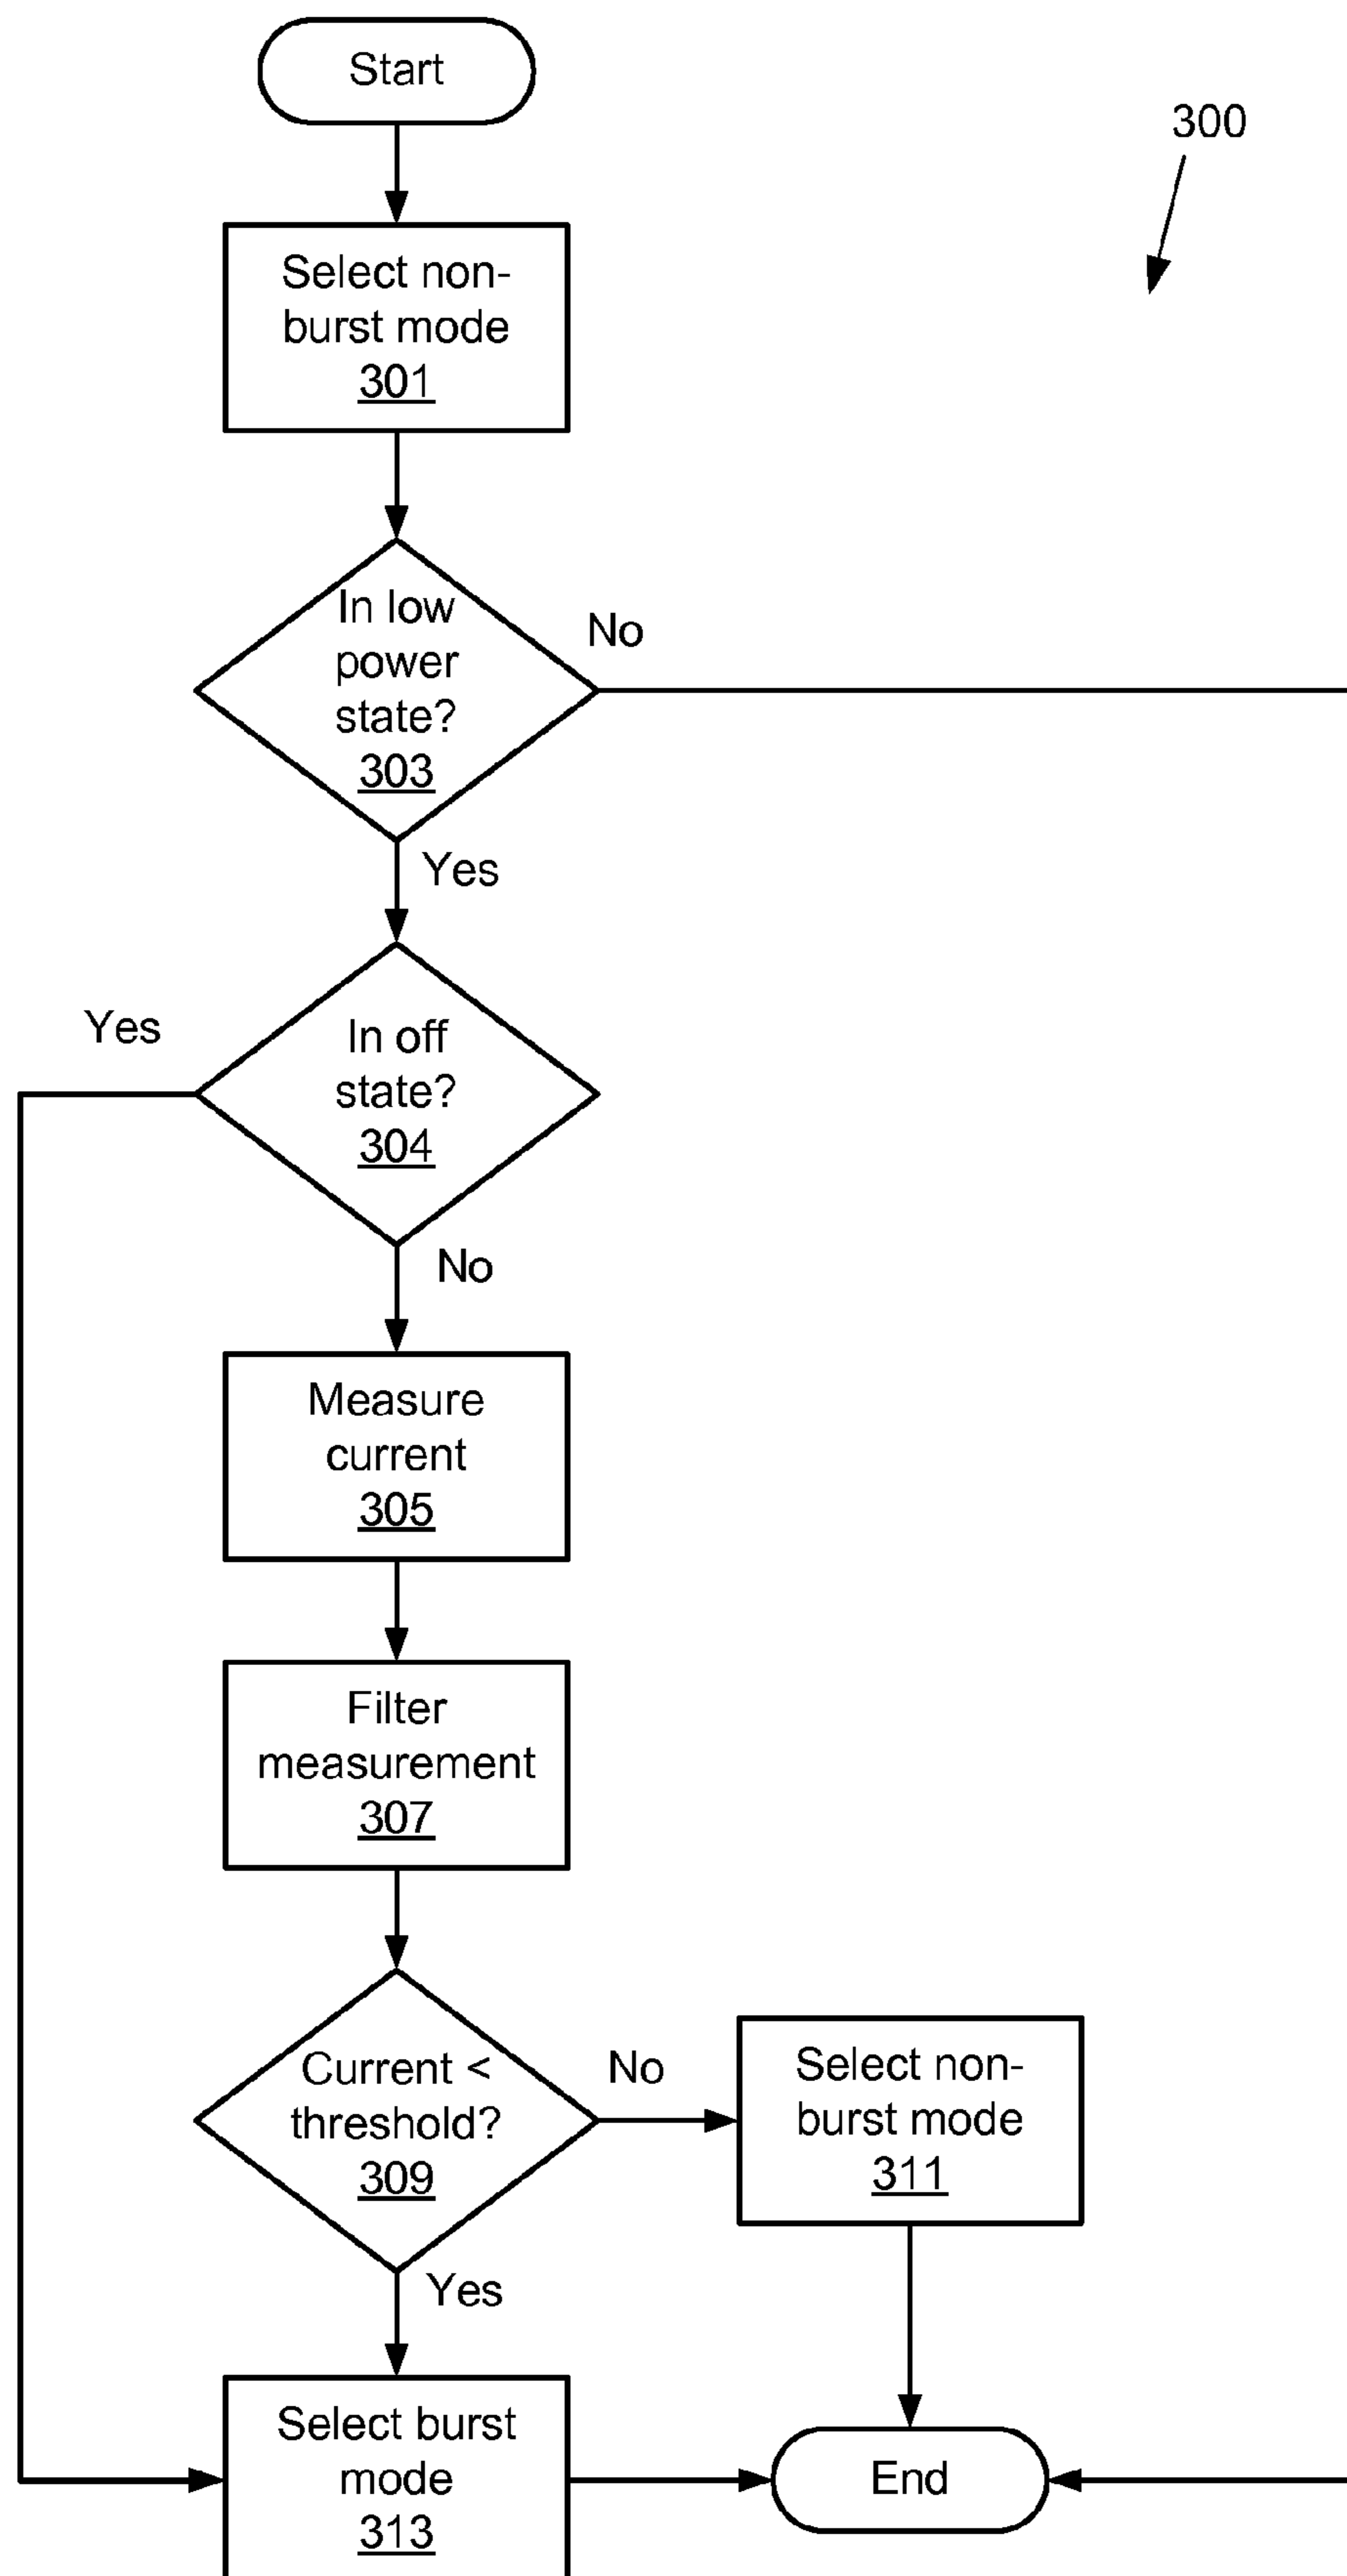 Start
300
Select non-
burst mode
301
In low
power
state?
303
No
Yes
Yes
In off
state?
304
No
Measure
current
305
Filter
measurement
307
Current <
threshold?
309
No
Select non-
burst mode
311
Yes
Select burst
mode
313
End